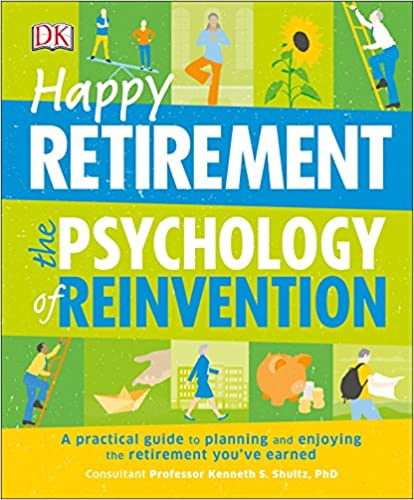 DK
Happy
RETIREMENT
the PSYCHOLOGY
of REINVENTION
A practical guide to planning and enjoying
the retirement you've earned
Consultant Professor Kenneth S. Shultz, PhD